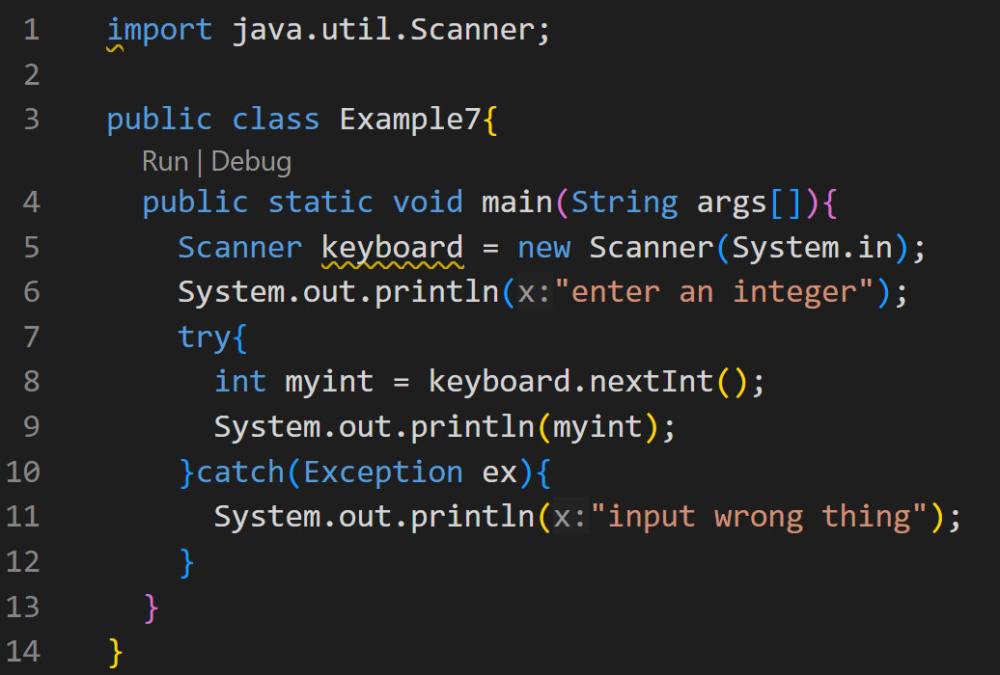 1 import java.util.Scanner;
2
3 public class Example7{
Run | Debug
4 public static void main(String args[]){
5 Scanner keyboard = new Scanner(System.in);
6 System.out.println(x:"enter an integer");
7 try{
8 int myint = keyboard.nextInt();
9 System.out.println(myint);
10 }catch(Exception ex){
11 System.out.println(x:"input wrong thing");
12 }
13 }
14 }